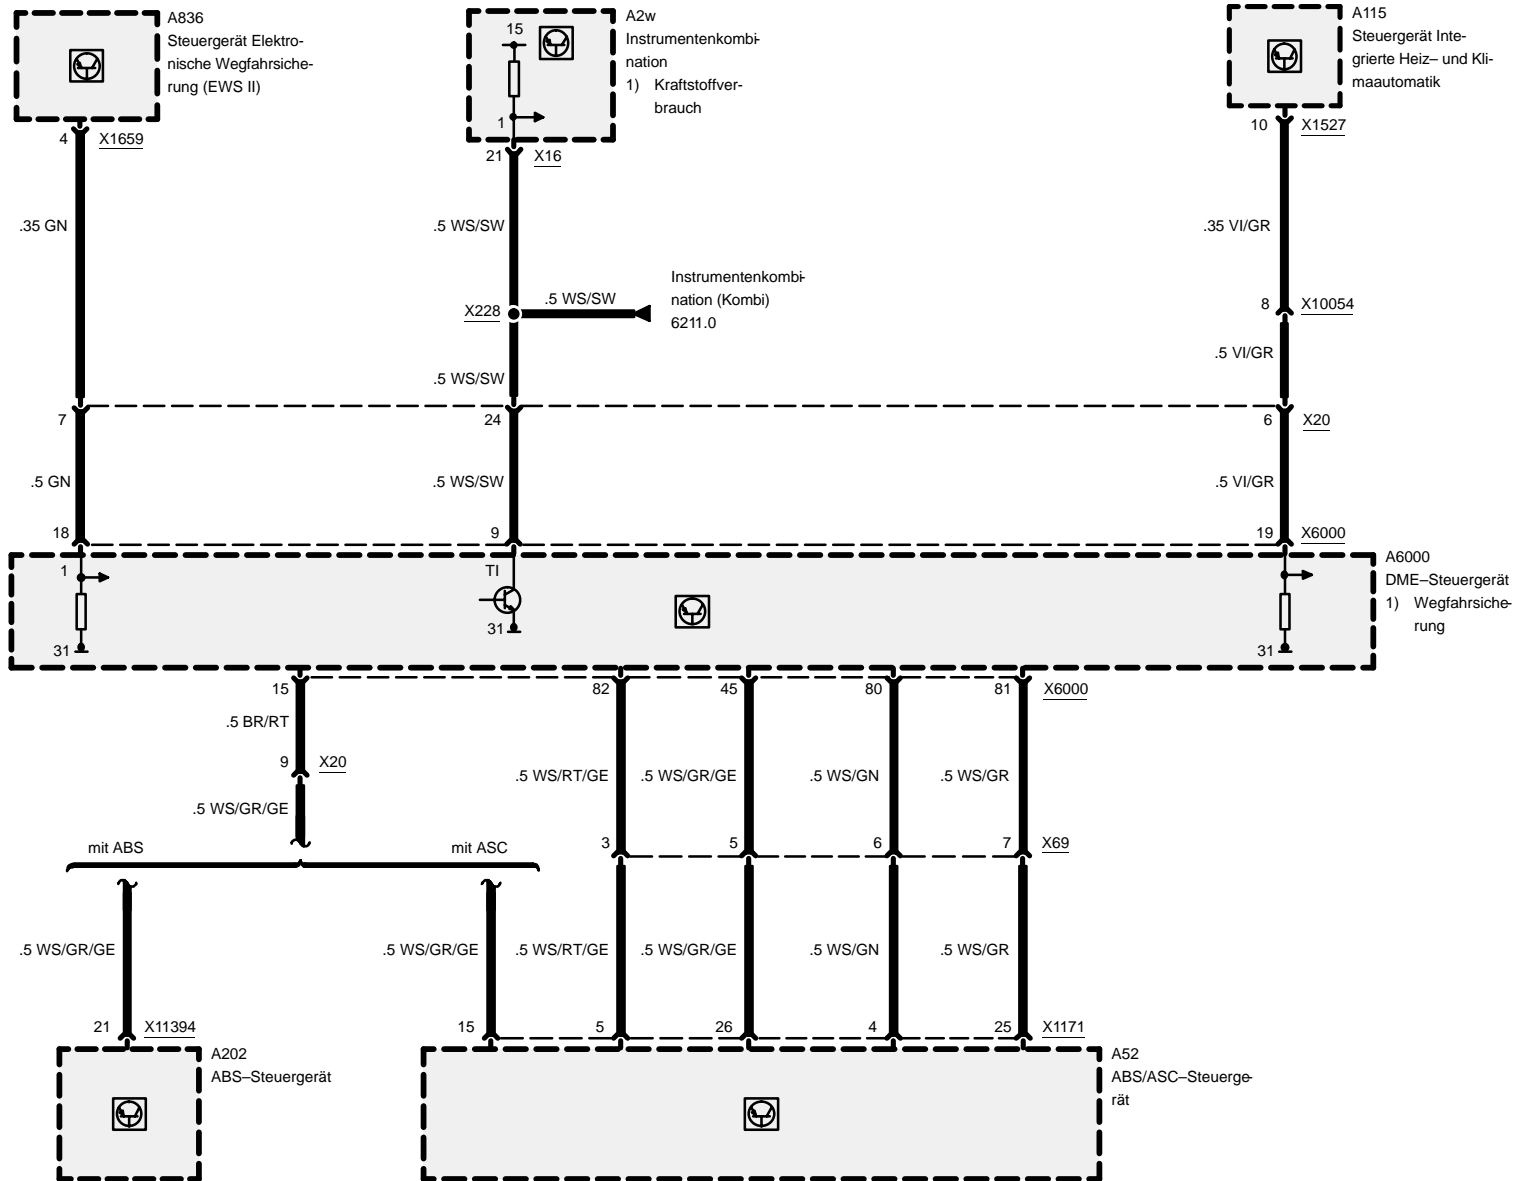 A836
Steuergerät Elektro-
nische Wegfahrsiche-
rung (EWS II)
15
1
A2w
Instrumentenkombi-
nation
1) Kraftstoffver-
brauch
A115
Steuergerät Inte-
grierte Heiz– und Kli-
maautomatik
4 X1659
21 X16
10 X1527
.35 GN
.5 WS/SW
.35 VI/GR
Instrumentenkombi-
nation (Kombi)
6211.0
X228
.5 WS/SW
8 X10054
.5 WS/SW
.5 VI/GR
7
24
6 X20
.5 GN
.5 WS/SW
.5 VI/GR
18
9
19 X6000
1
TI
31
31
31
A6000
DME–Steuergerät
1) Wegfahrsiche-
rung
15
82
45
80
81 X6000
.5 BR/RT
9 X20
.5 WS/RT/GE
.5 WS/GR/GE
.5 WS/GN
.5 WS/GR
.5 WS/GR/GE
mit ABS
mit ASC
3
5
6
7 X69
.5 WS/GR/GE
.5 WS/GR/GE
.5 WS/RT/GE
.5 WS/GR/GE
.5 WS/GN
.5 WS/GR
21 X11394
15
5
26
4
25 X1171
A202
ABS–Steuergerät
A52
ABS/ASC–Steuerge-
rät